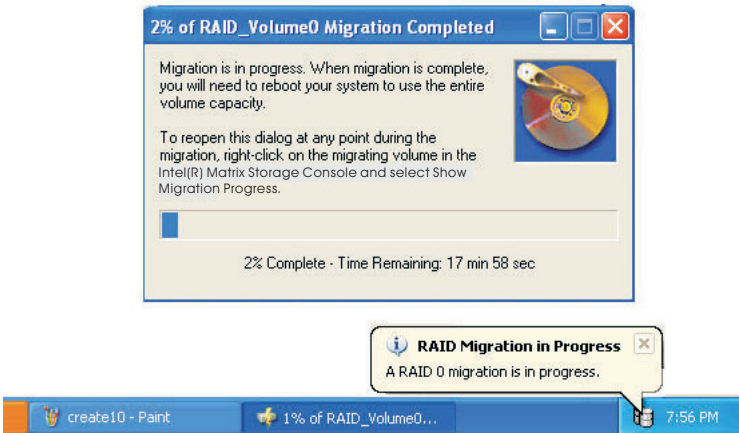 2% of RAID_Volume0 Migration Completed
Migration is in progress. When migration is complete,
you will need to reboot your system to use the entire
volume capacity.
To reopen this dialog at any point during the
migration, right-click on the migrating volume in the
Intel(R) Matrix Storage Console and select Show
Migration Progress.
2% Complete - Time Remaining: 17 min 58 sec
RAID Migration in Progress
A RAID 0 migration is in progress.
create10 - Paint
1% of RAID_Volume0...
7:56 PM